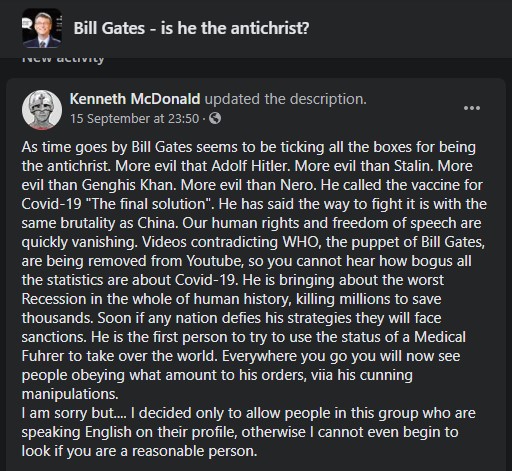 Bill Gates - is he the antichrist?
New activity
Kenneth McDonald updated the description.
15 September at 23:50 ·
As time goes by Bill Gates seems to be ticking all the boxes for being
the antichrist. More evil that Adolf Hitler. More evil than Stalin. More
evil than Genghis Khan. More evil than Nero. He called the vaccine for
Covid-19 "The final solution". He has said the way to fight it is with the
same brutality as China. Our human rights and freedom of speech are
quickly vanishing. Videos contradicting WHO, the puppet of Bill Gates,
are being removed from Youtube, so you cannot hear how bogus all
the statistics are about Covid-19. He is bringing about the worst
Recession in the whole of human history, killing millions to save
thousands. Soon if any nation defies his strategies they will face
sanctions. He is the first person to try to use the status of a Medical
Fuhrer to take over the world. Everywhere you go you will now see
people obeying what amount to his orders, viia his cunning
manipulations.
I am sorry but.... I decided only to allow people in this group who are
speaking English on their profile, otherwise I cannot even begin to
look if you are a reasonable person.